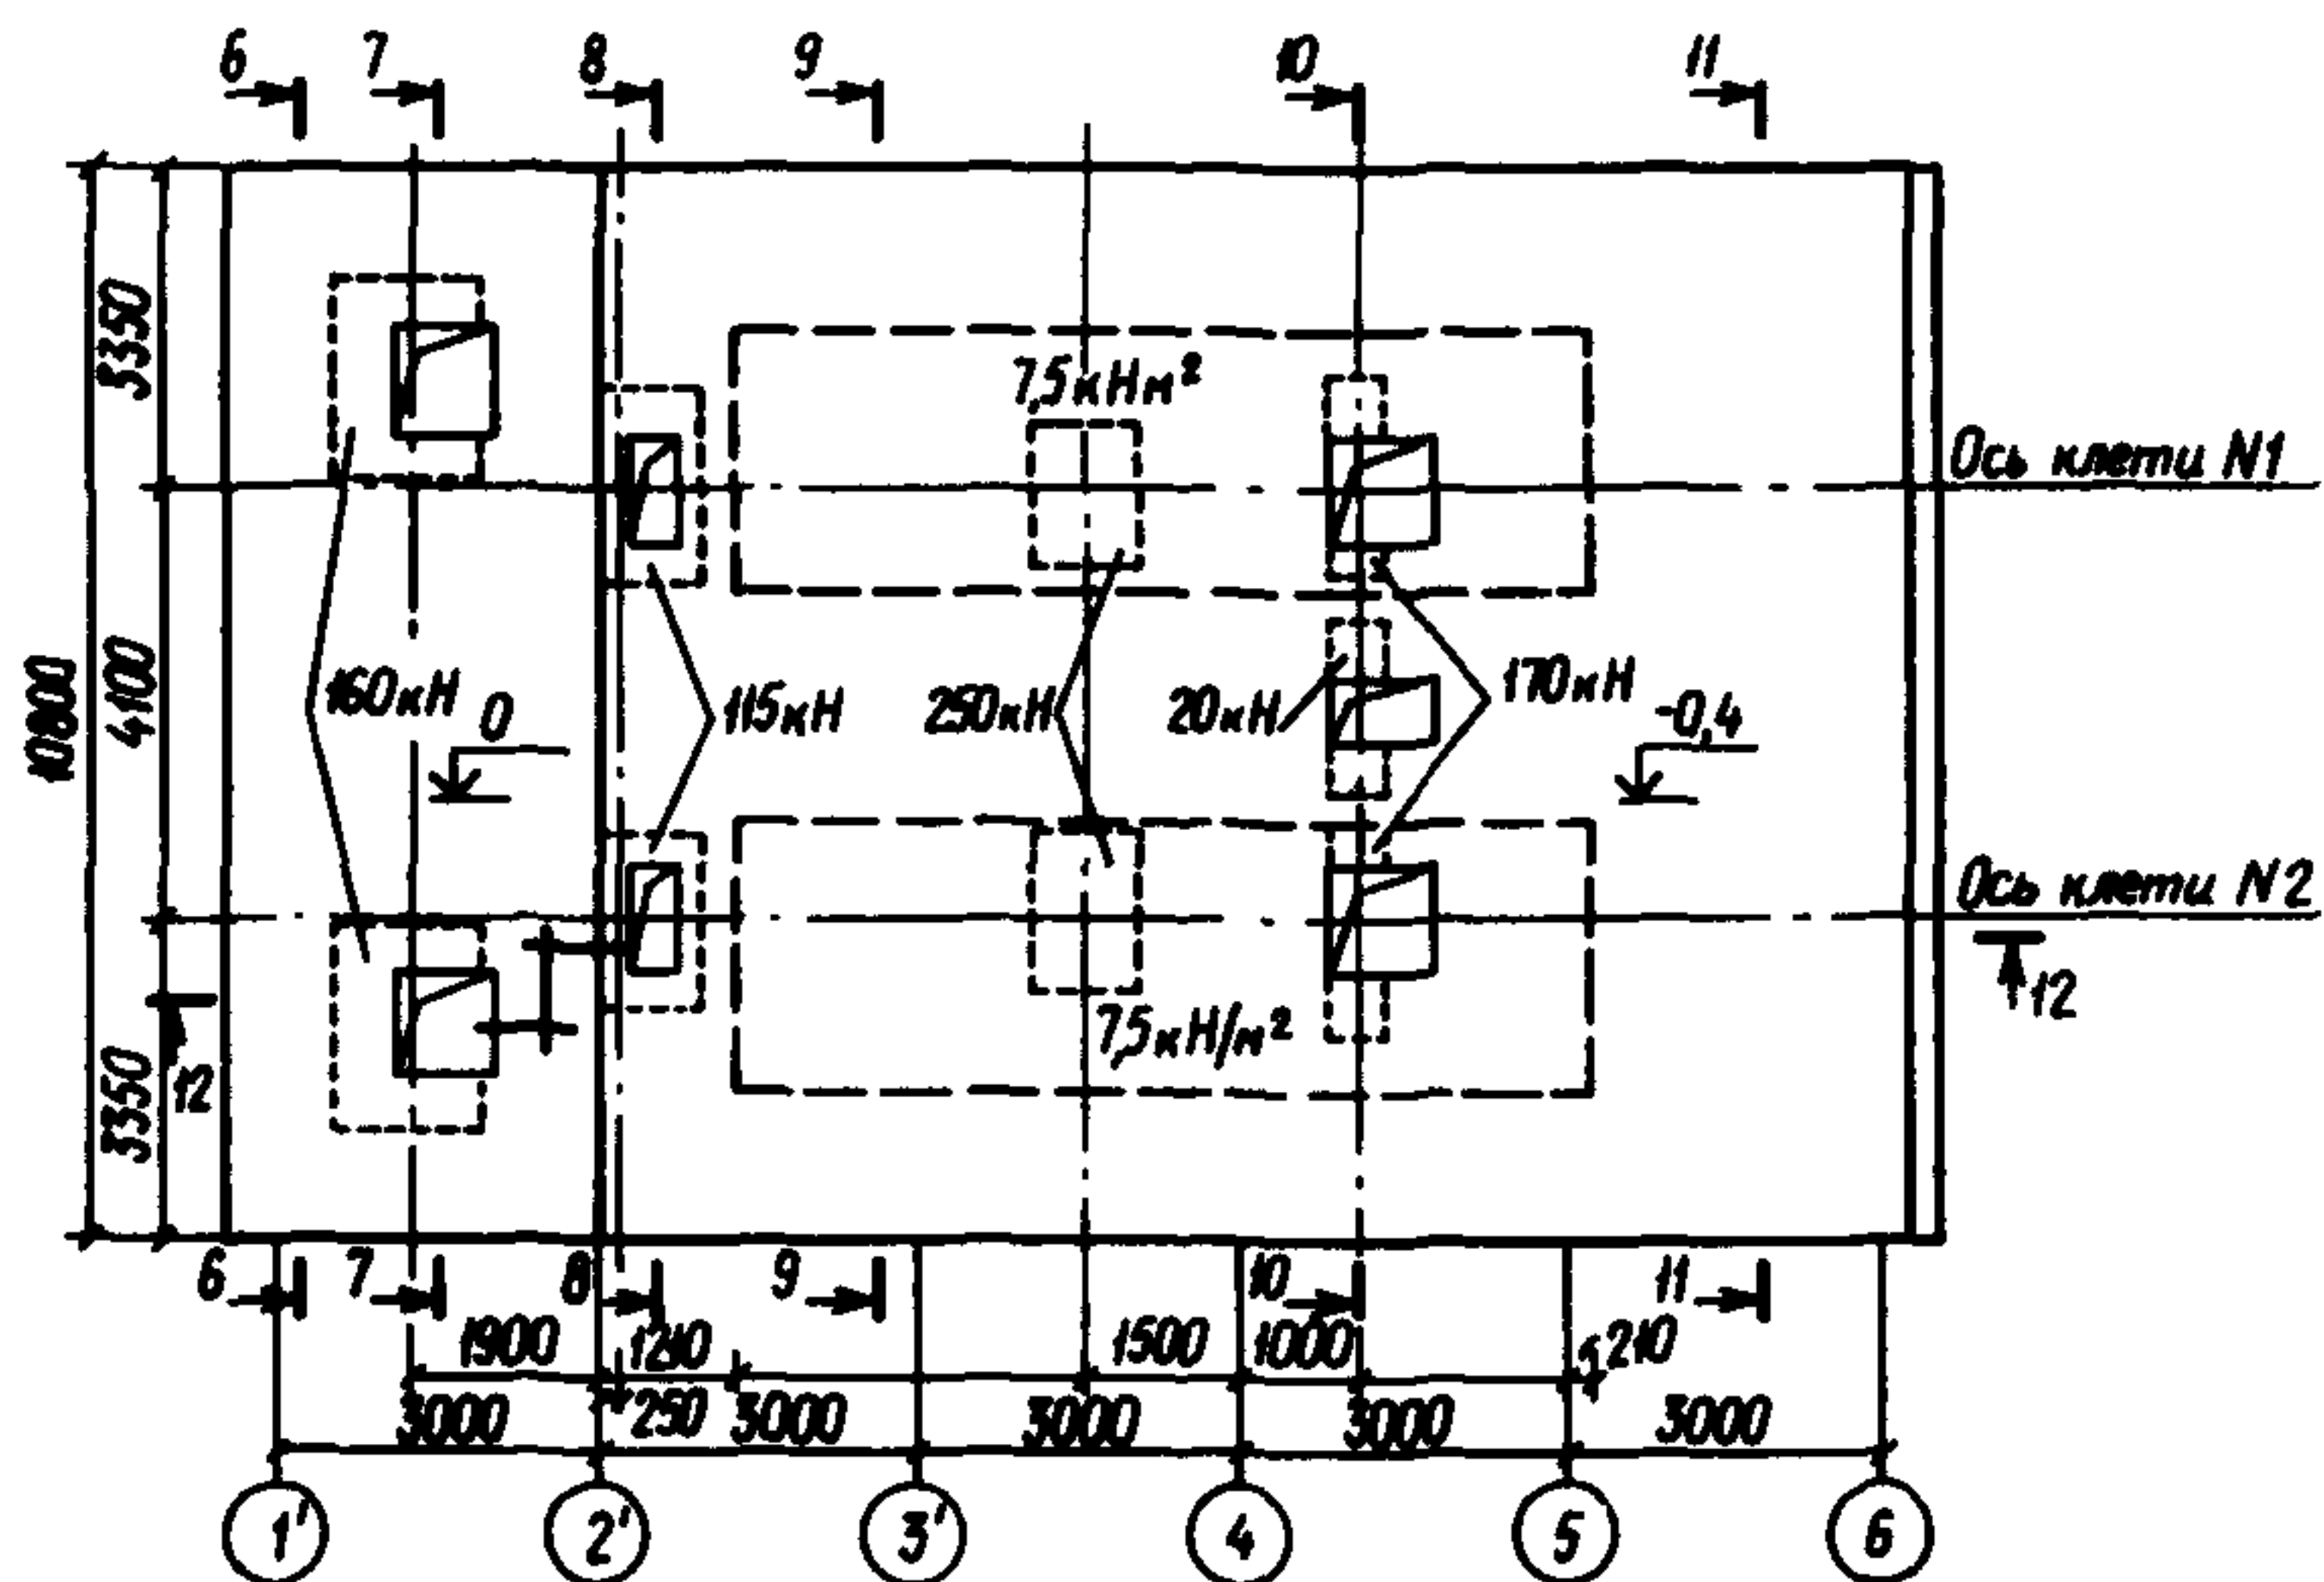 6 7 8 9 10 11
3350
7,5кНм²
Ось клети N1
4100
10800
160кН
0
115кН
250кН
20кН
170кН
-0,4
Ось клети N2
12
7,5кН/м²
3350
12
6 7 8 9 10 11
1900 1210 1500 1000 210
3000 250 3000 3000 3000 3000
1' 2' 3' 4 5 6